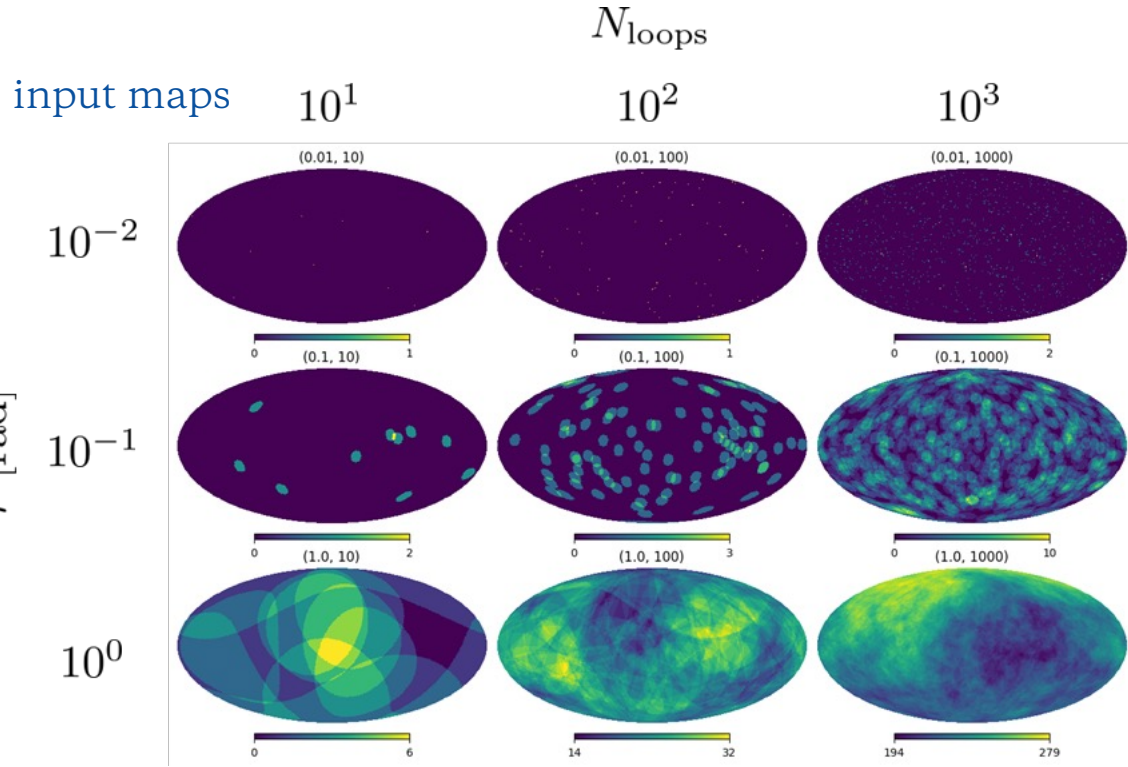 N_loops
input maps 10^1 10^2 10^3
(0.01, 10) (0.01, 100) (0.01, 1000)
10^−2
0 1 0 1 0 2
(0.1, 10) (0.1, 100) (0.1, 1000)
10^−1
[rad]
0 2 0 3 0 10
(1.0, 10) (1.0, 100) (1.0, 1000)
10^0
0 6 14 32 194 279